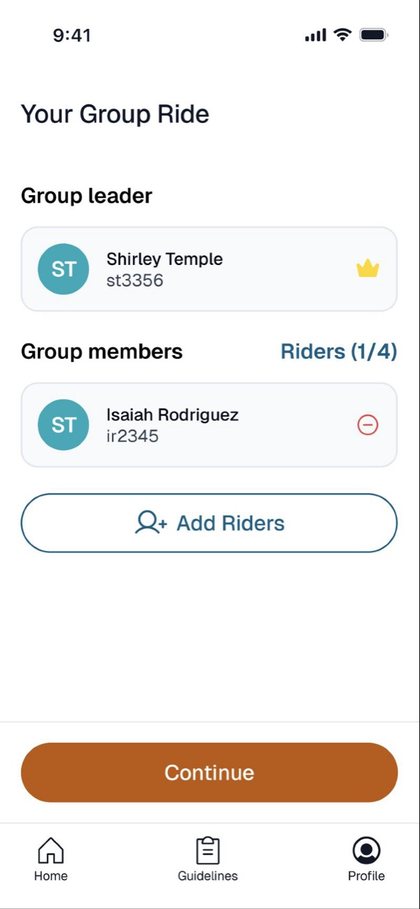 9:41
Your Group Ride
Group leader
ST
Shirley Temple
st3356
Group members
Riders (1/4)
ST
Isaiah Rodriguez
ir2345
Add Riders
Continue
Home
Guidelines
Profile